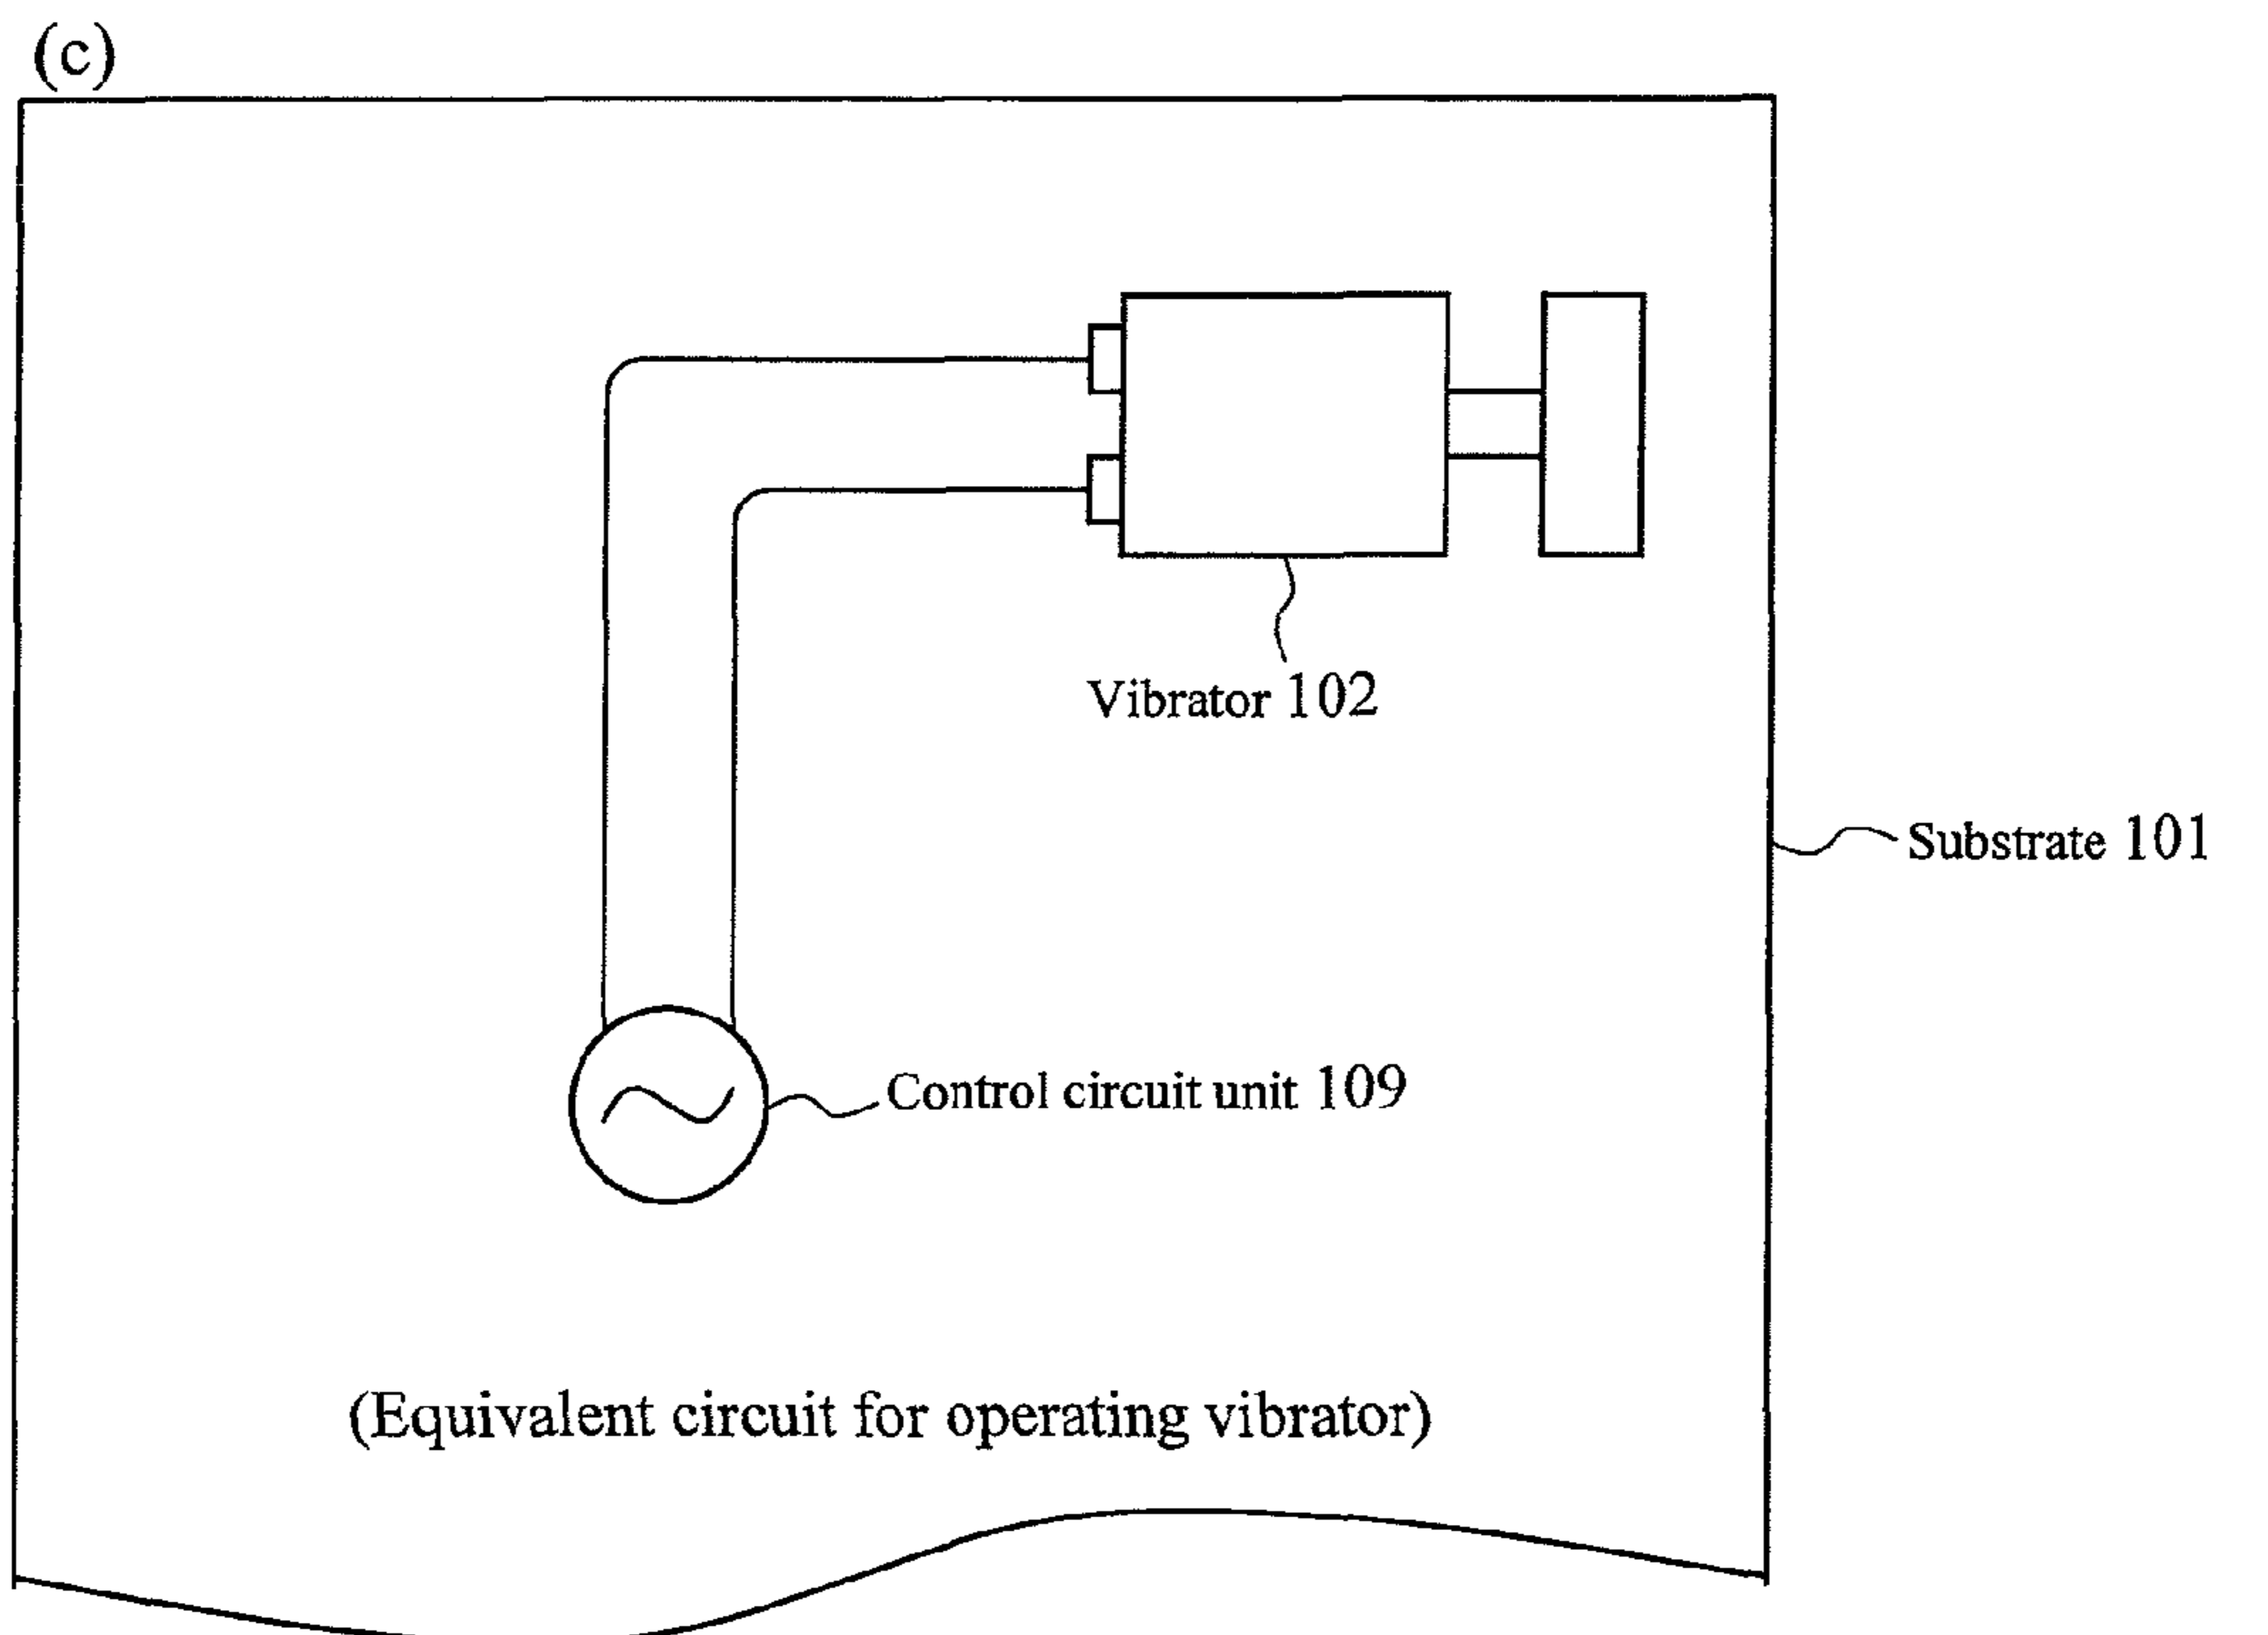 (c)
Vibrator 102
Substrate 101
Control circuit unit 109
(Equivalent circuit for operating vibrator)